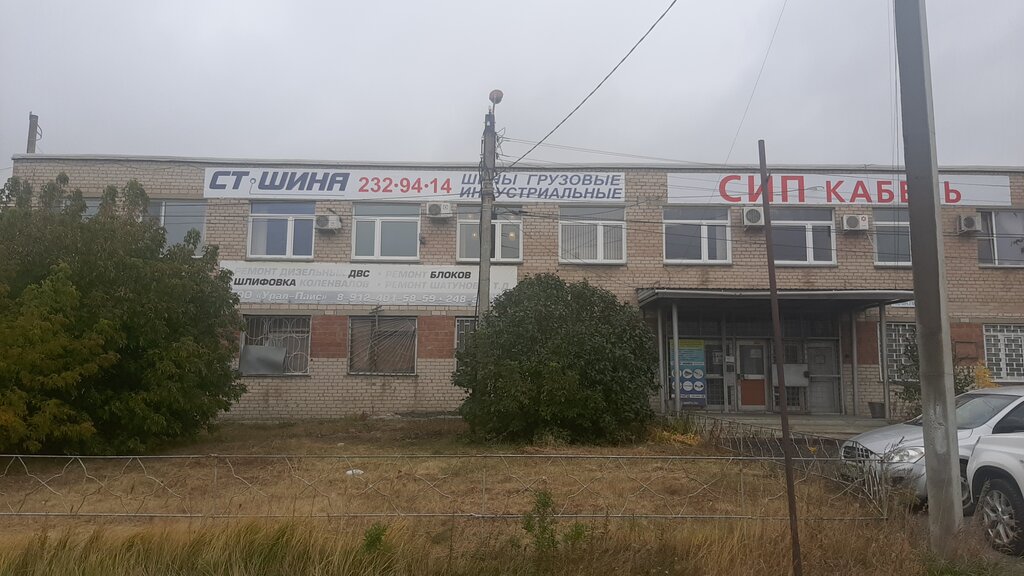 СТ ШИНА 232-94-14 ШИНЫ ГРУЗОВЫЕ
ИНДУСТРИАЛЬНЫЕ
СИП КАБЕЛЬ
РЕМОНТ ДИЗЕЛЬНЫХ ДВС - РЕМОНТ БЛОКОВ
ШЛИФОВКА КОЛЕНВАЛОВ - РЕМОНТ ШАТУНОВ И Т.Д.